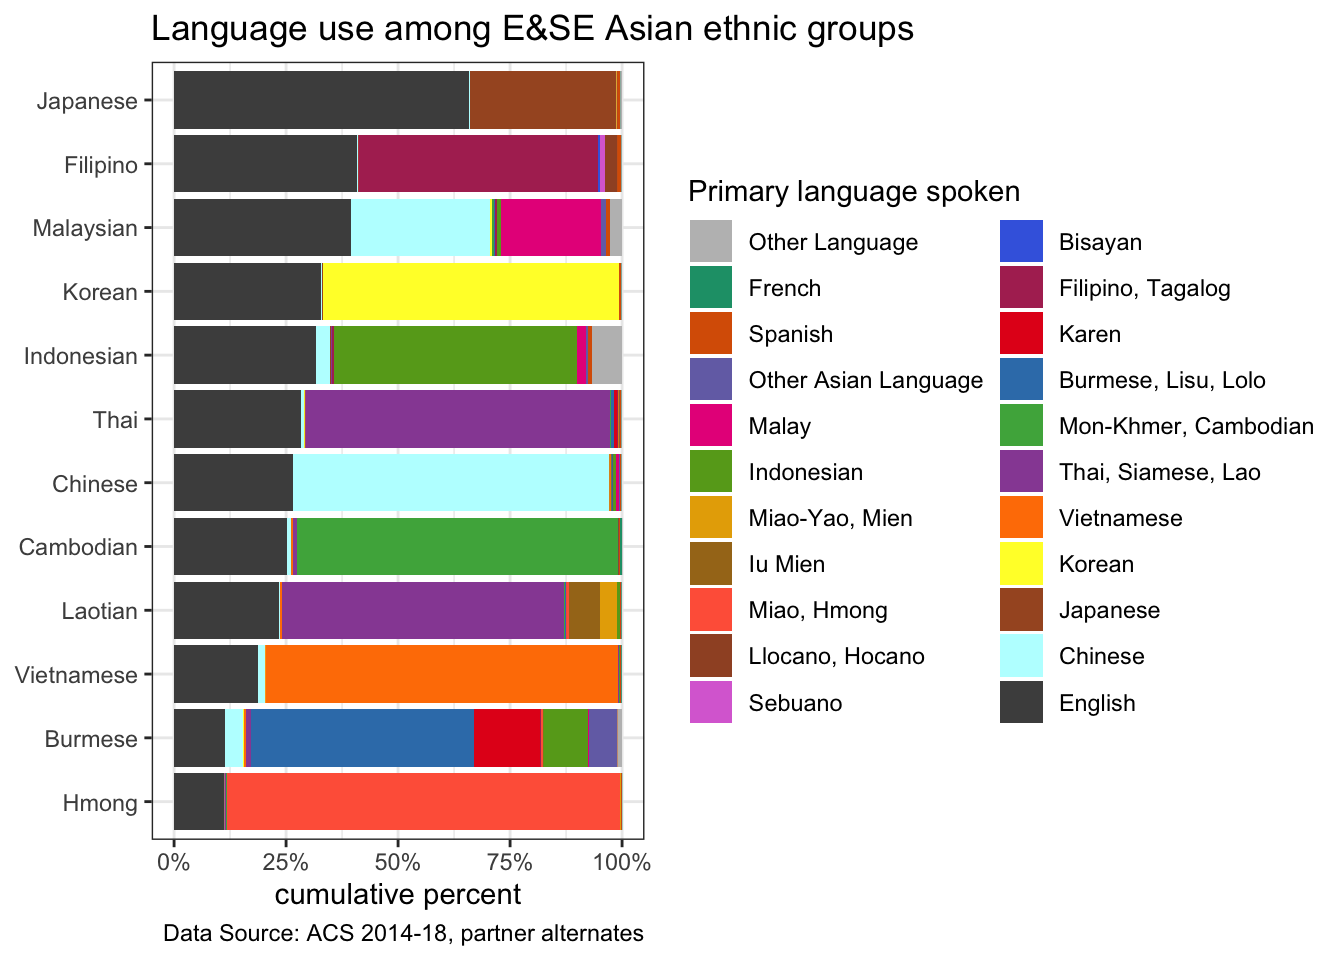 Language use among E&SE Asian ethnic groups
Japanese
Filipino
Malaysian
Korean
Indonesian
Thai
Chinese
Cambodian
Laotian
Vietnamese
Burmese
Hmong
0% 25% 50% 75% 100%
cumulative percent
Data Source: ACS 2014-18, partner alternates
Primary language spoken
Other Language
French
Spanish
Other Asian Language
Malay
Indonesian
Miao-Yao, Mien
Iu Mien
Miao, Hmong
Llocano, Hocano
Sebuano
Bisayan
Filipino, Tagalog
Karen
Burmese, Lisu, Lolo
Mon-Khmer, Cambodian
Thai, Siamese, Lao
Vietnamese
Korean
Japanese
Chinese
English